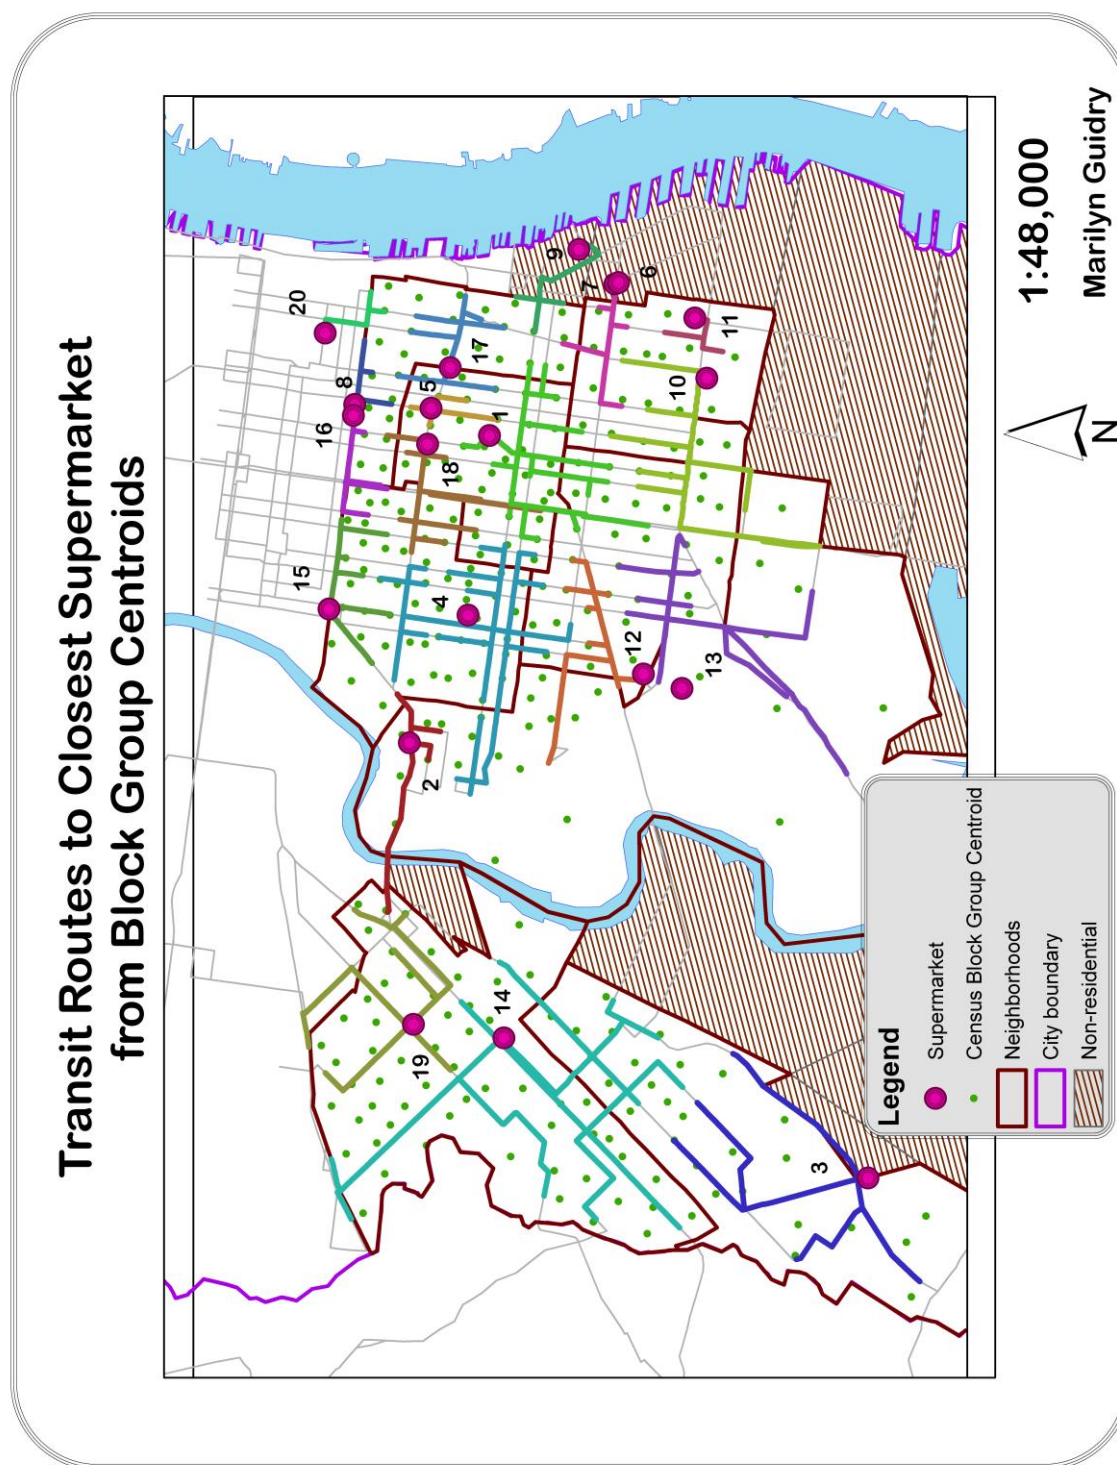 Transit Routes to Closest Supermarket
from Block Group Centroids
15
20
16
8
19
2
5
4
18
17
14
1
9
7
12
6
10
13
11
3
Legend
Supermarket
Census Block Group Centroid
Neighborhoods
City boundary
Non-residential
N
1:48,000
Marilyn Guidry